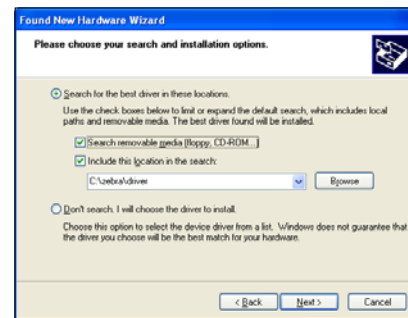 Found New Hardware Wizard
Please choose your search and installation options.
Search for the best driver in these locations.
Use the check boxes below to limit or expand the default search, which includes local
paths and removable media. The best driver found will be installed.
Search removable media (floppy, CD-ROM...)
Include this location in the search:
C:\zebra\driver
Browse
Don't search. I will choose the driver to install.
Choose this option to select the device driver from a list. Windows does not guarantee that
the driver you choose will be the best match for your hardware.
< Back
Next >
Cancel